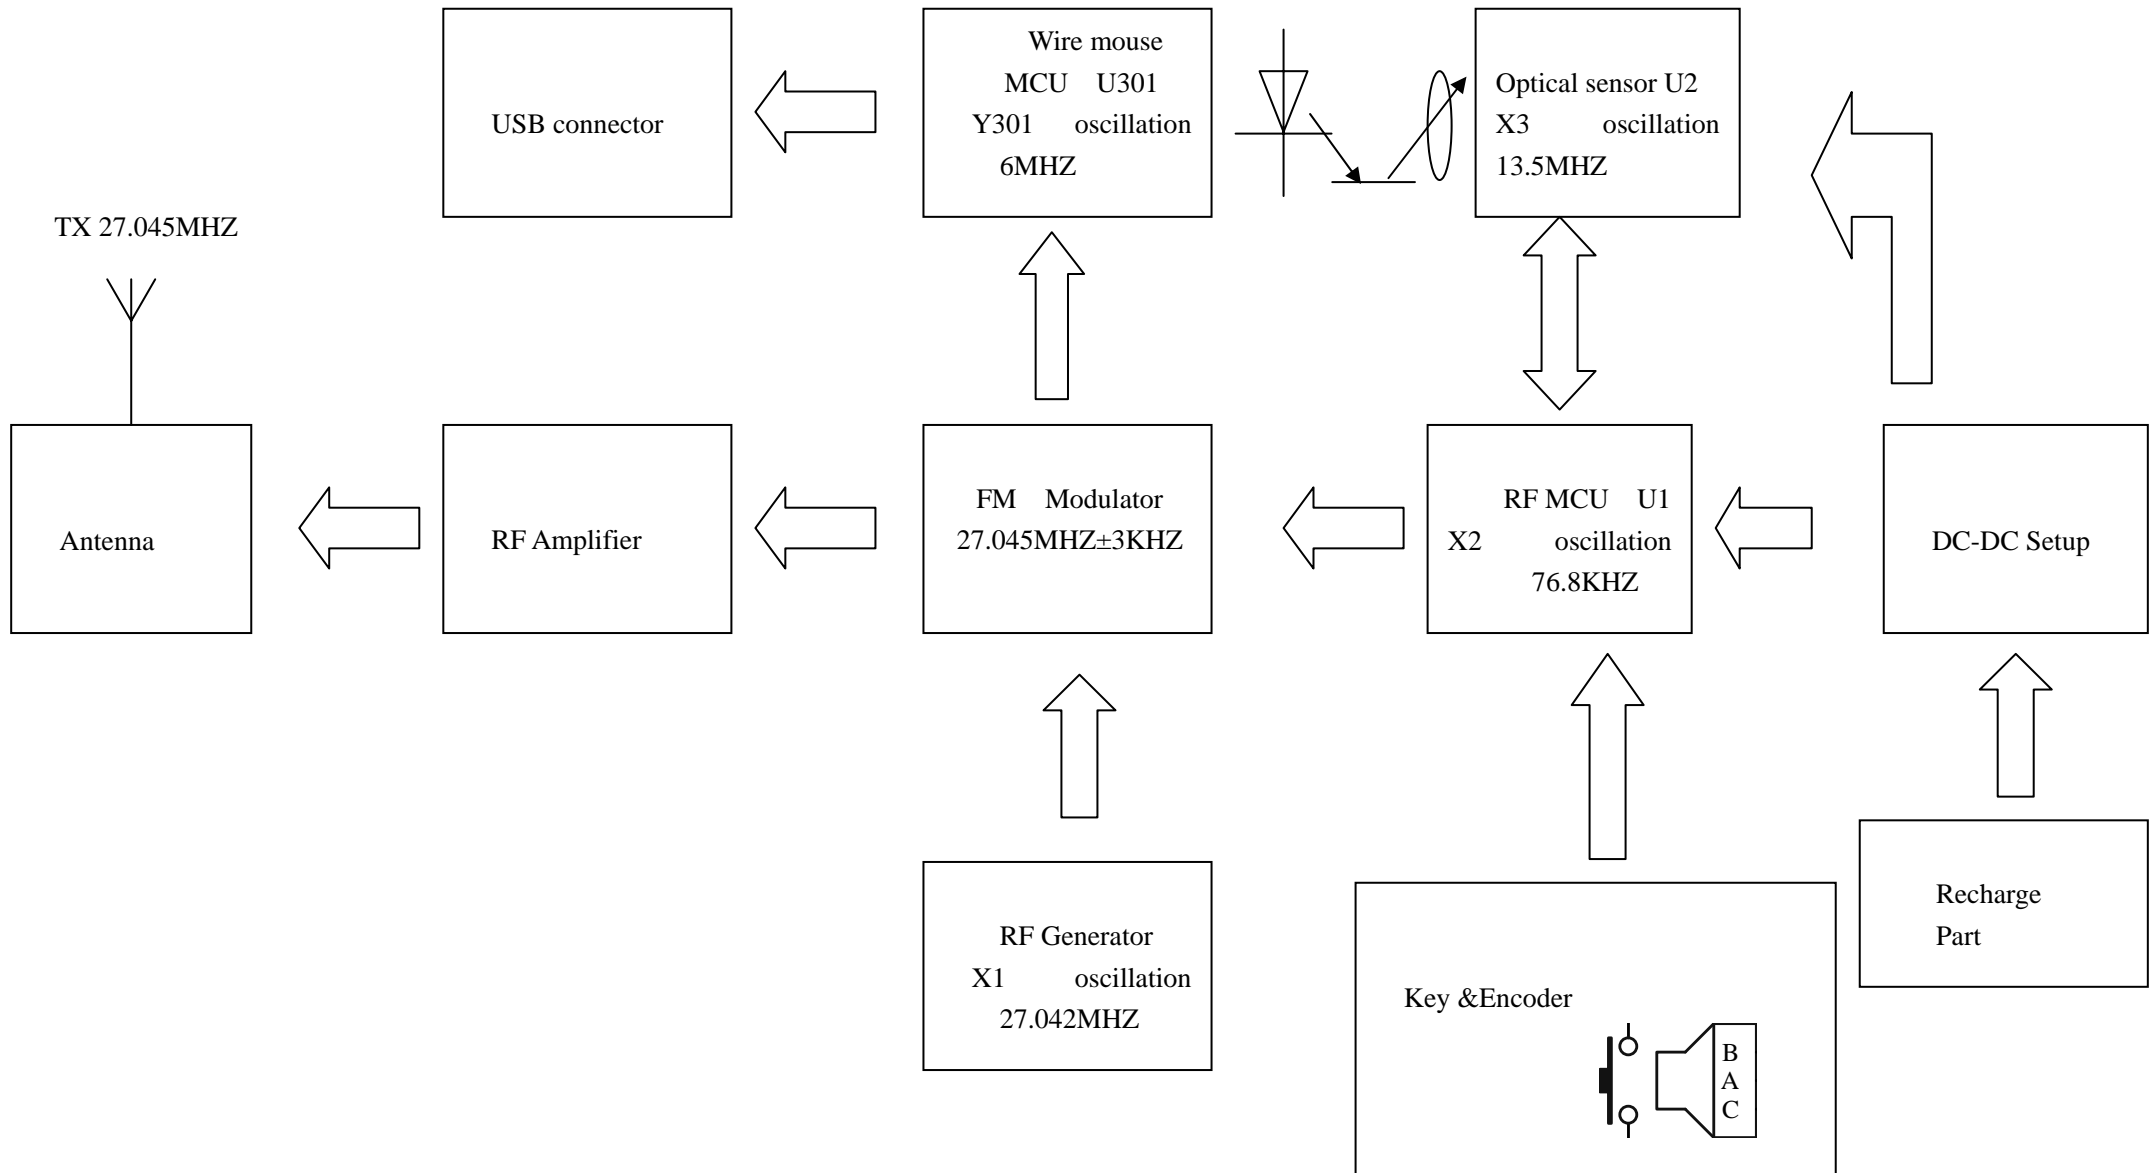 USB connector
Wire mouse
MCU U301
Y301 oscillation
6MHZ
Optical sensor U2
X3 oscillation
13.5MHZ
TX 27.045MHZ
Antenna
RF Amplifier
FM Modulator
27.045MHZ±3KHZ
RF MCU U1
X2 oscillation
76.8KHZ
DC-DC Setup
RF Generator
X1 oscillation
27.042MHZ
Key &Encoder
B
A
C
Recharge
Part